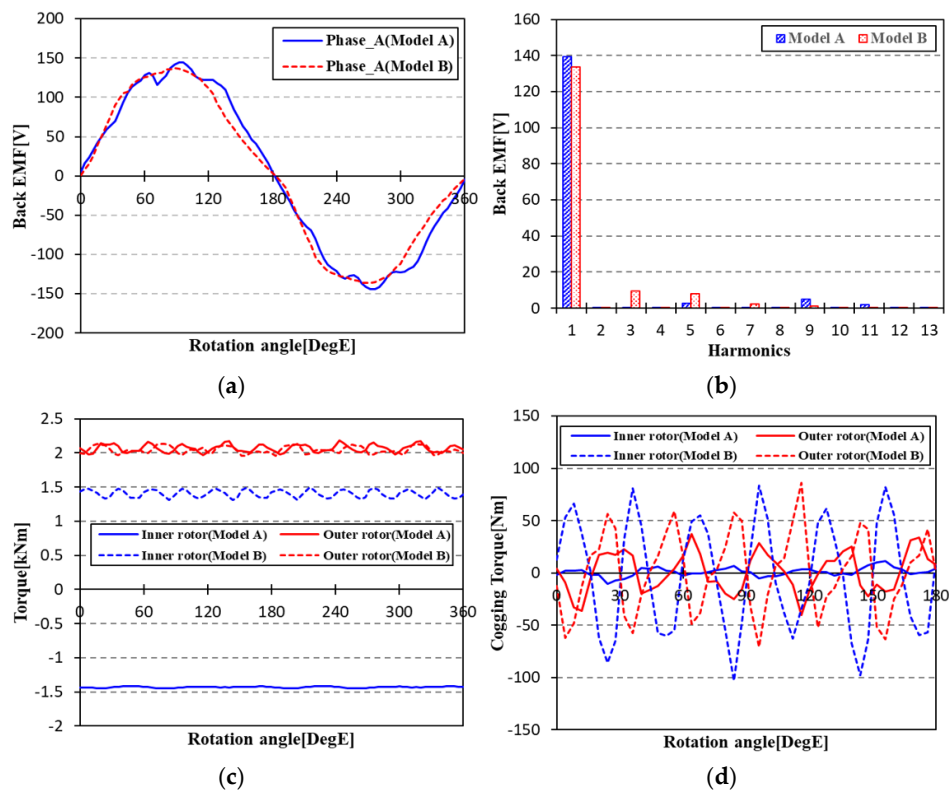 (a)
200
150
100
50
0
-50
-100
-150
-200
0
60
120
180
240
300
360
Back EMF[V]
Rotation angle[DegE]
Phase_A(Model A)
Phase_A(Model B)
(b)
160
140
120
100
80
60
40
20
0
1 2 3 4 5 6 7 8 9 10 11 12 13
Back EMF[V]
Harmonics
Model A Model B
(a) (b)
2.5
2
1.5
1
0.5
0
-0.5
-1
-1.5
-2
0 60 120 180 240 300 360
Torque[kNm]
Rotation angle[DegE]
Inner rotor(Model A) Outer rotor(Model A)
Inner rotor(Model B) Outer rotor(Model B)
(c)
150
100
50
0
-50
-100
-150
0 30 60 90 120 150 180
Cogging Torque[Nm]
Rotation angle[DegE]
Inner rotor(Model A) Outer rotor(Model A)
Inner rotor(Model B) Outer rotor(Model B)
(d)